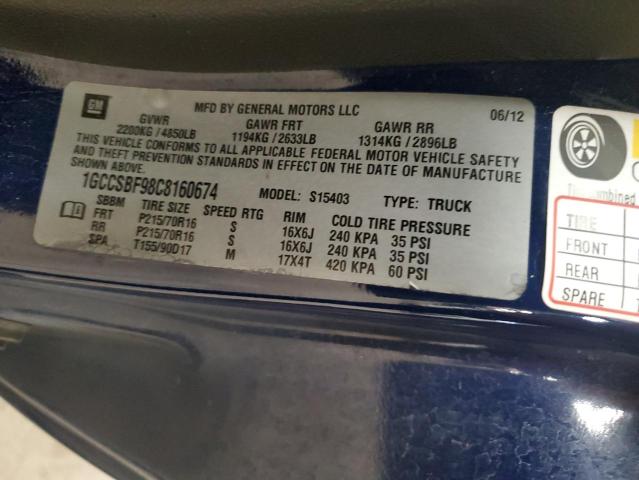 GM
MFD BY GENERAL MOTORS LLC
06/12
GVWR GAWR FRT GAWR RR
2200KG / 4850LB 1194KG / 2633LB 1314KG / 2896LB
THIS VEHICLE CONFORMS TO ALL APPLICABLE FEDERAL MOTOR VEHICLE SAFETY
AND THEFT PREVENTION STANDARDS IN EFFECT ON THE DATE OF MANUFACTURE
SHOWN ABOVE.
1GCCSBF98C8160674 MODEL: S15403 TYPE: TRUCK
SBBM TIRE SIZE SPEED RTG RIM COLD TIRE PRESSURE
FRT P215/70R16 S 16X6J 240 KPA 35 PSI
RR P215/70R16 S 16X6J 240 KPA 35 PSI
SPA T155/90D17 M 17X4T 420 KPA 60 PSI
TIRE
FRONT
REAR
SPARE